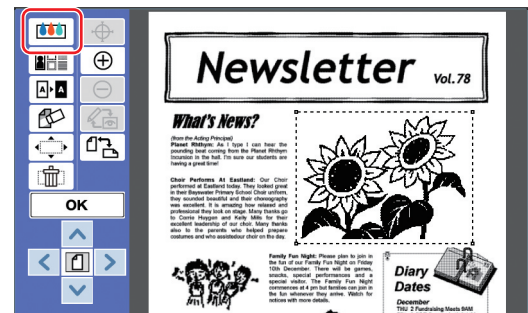 A A
OK
Newsletter Vol.78
What's News?
(from the Acting Principal)
Planet Rhthym: As I type I can hear the
pounding beat coming from the Planet Rhthym
Incursion in the hall. I'm sure our students are
having a great time!
Choir Performs At Eastland: Our Choir
performed at Eastland today. They looked great
in their Bayswater Primary School Choir uniform,
they sounded beautiful and their choreography
was excellent. It is amazing how relaxed and
professional they took on stage. Many thanks go
to Corrie Heygen and Kelly Mills for their
excellent leadership of our choir. Many thanks
also to the parents who helped prepare
costumes and who assistedour choir on the day.
Family Fun Night: Please plan to join in
the fun of our Family Fun Night on Friday
10th December. There will be games,
snacks, special performances and a
special visitor. The Family Fun Night
commences at 4 pm but families can join in
the fun whenever they arrive. Watch for
notices with more details.
Diary
Dates
December
THU 2 Fundraising Meets 8AM